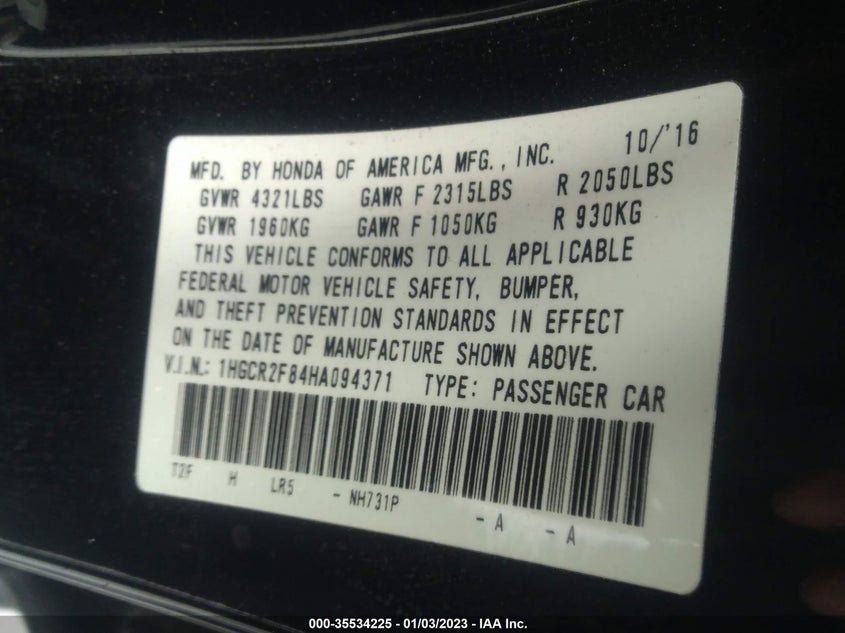 MFD. BY HONDA OF AMERICA MFG., INC. 10/'16
GVWR 4321LBS GAWR F 2315LBS R 2050LBS
GVWR 1960KG GAWR F 1050KG R 930KG
THIS VEHICLE CONFORMS TO ALL APPLICABLE
FEDERAL MOTOR VEHICLE SAFETY, BUMPER,
AND THEFT PREVENTION STANDARDS IN EFFECT
ON THE DATE OF MANUFACTURE SHOWN ABOVE.
V.I.N.: 1HGCR2F84HA094371 TYPE: PASSENGER CAR
T2F H LR5 - NH731P - A - A
000-35534225 - 01/03/2023 - IAA Inc.